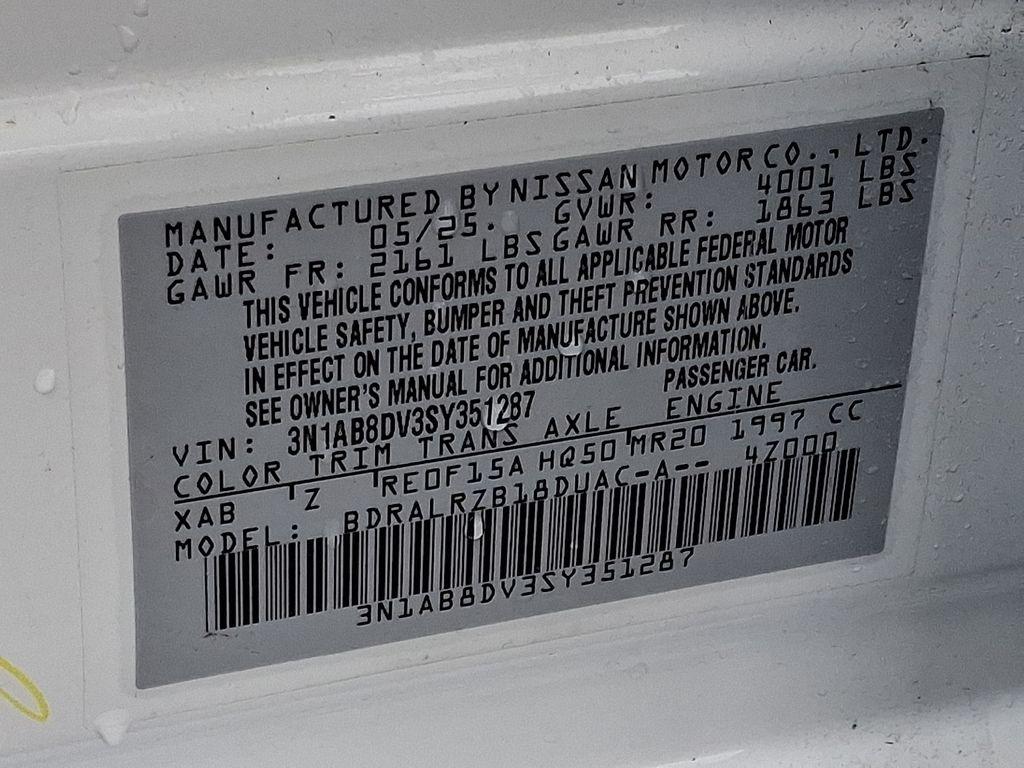 MANUFACTURED BY NISSAN MOTOR CO., LTD.
DATE: 05/25. GVWR: 4001 LBS
GAWR FR: 2161 LBS GAWR RR: 1863 LBS
THIS VEHICLE CONFORMS TO ALL APPLICABLE FEDERAL MOTOR
VEHICLE SAFETY, BUMPER AND THEFT PREVENTION STANDARDS
IN EFFECT ON THE DATE OF MANUFACTURE SHOWN ABOVE.
SEE OWNER'S MANUAL FOR ADDITIONAL INFORMATION.
VIN: 3N1AB8DV3SY351287 PASSENGER CAR.
COLOR TRIM TRANS AXLE ENGINE
XAB Z RE0F15A HQ50 MR20 1997 CC
MODEL: BDRALRZB18DUAC-A-- 47000
3N1AB8DV3SY351287